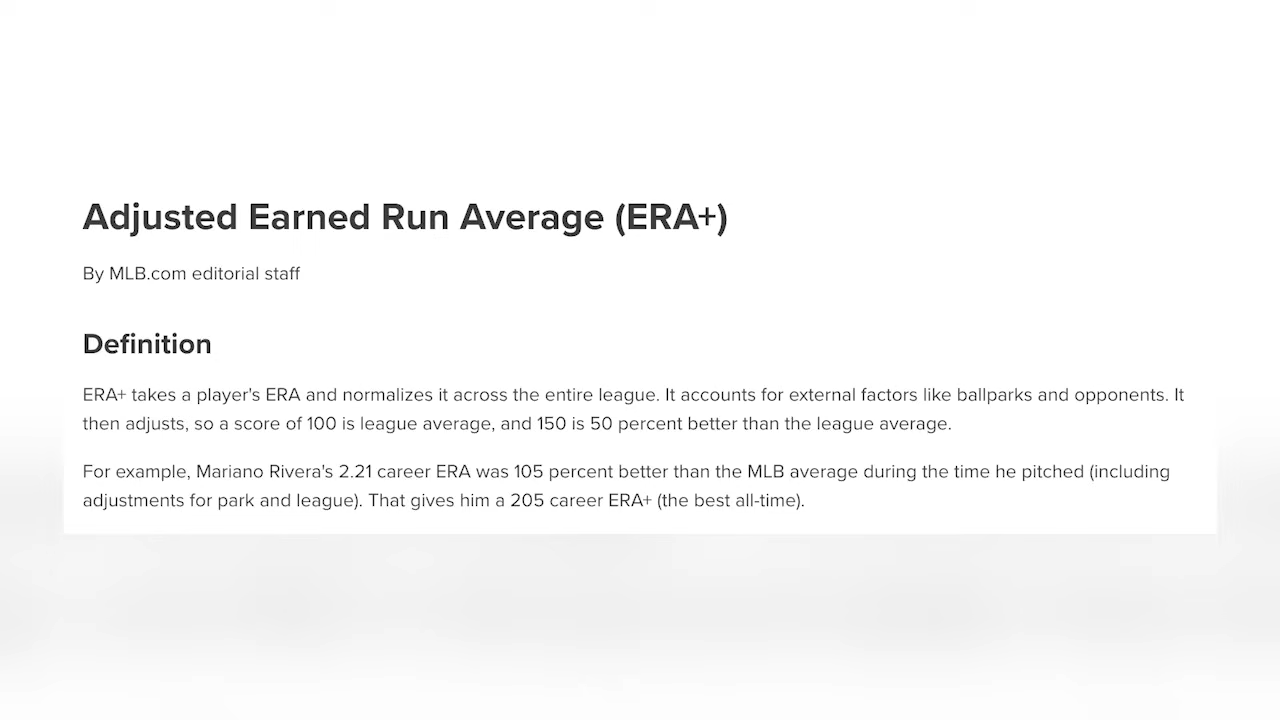 Adjusted Earned Run Average (ERA+)
By MLB.com editorial staff
Definition
ERA+ takes a player's ERA and normalizes it across the entire league. It accounts for external factors like ballparks and opponents. It
then adjusts, so a score of 100 is league average, and 150 is 50 percent better than the league average.
For example, Mariano Rivera's 2.21 career ERA was 105 percent better than the MLB average during the time he pitched (including
adjustments for park and league). That gives him a 205 career ERA+ (the best all-time).